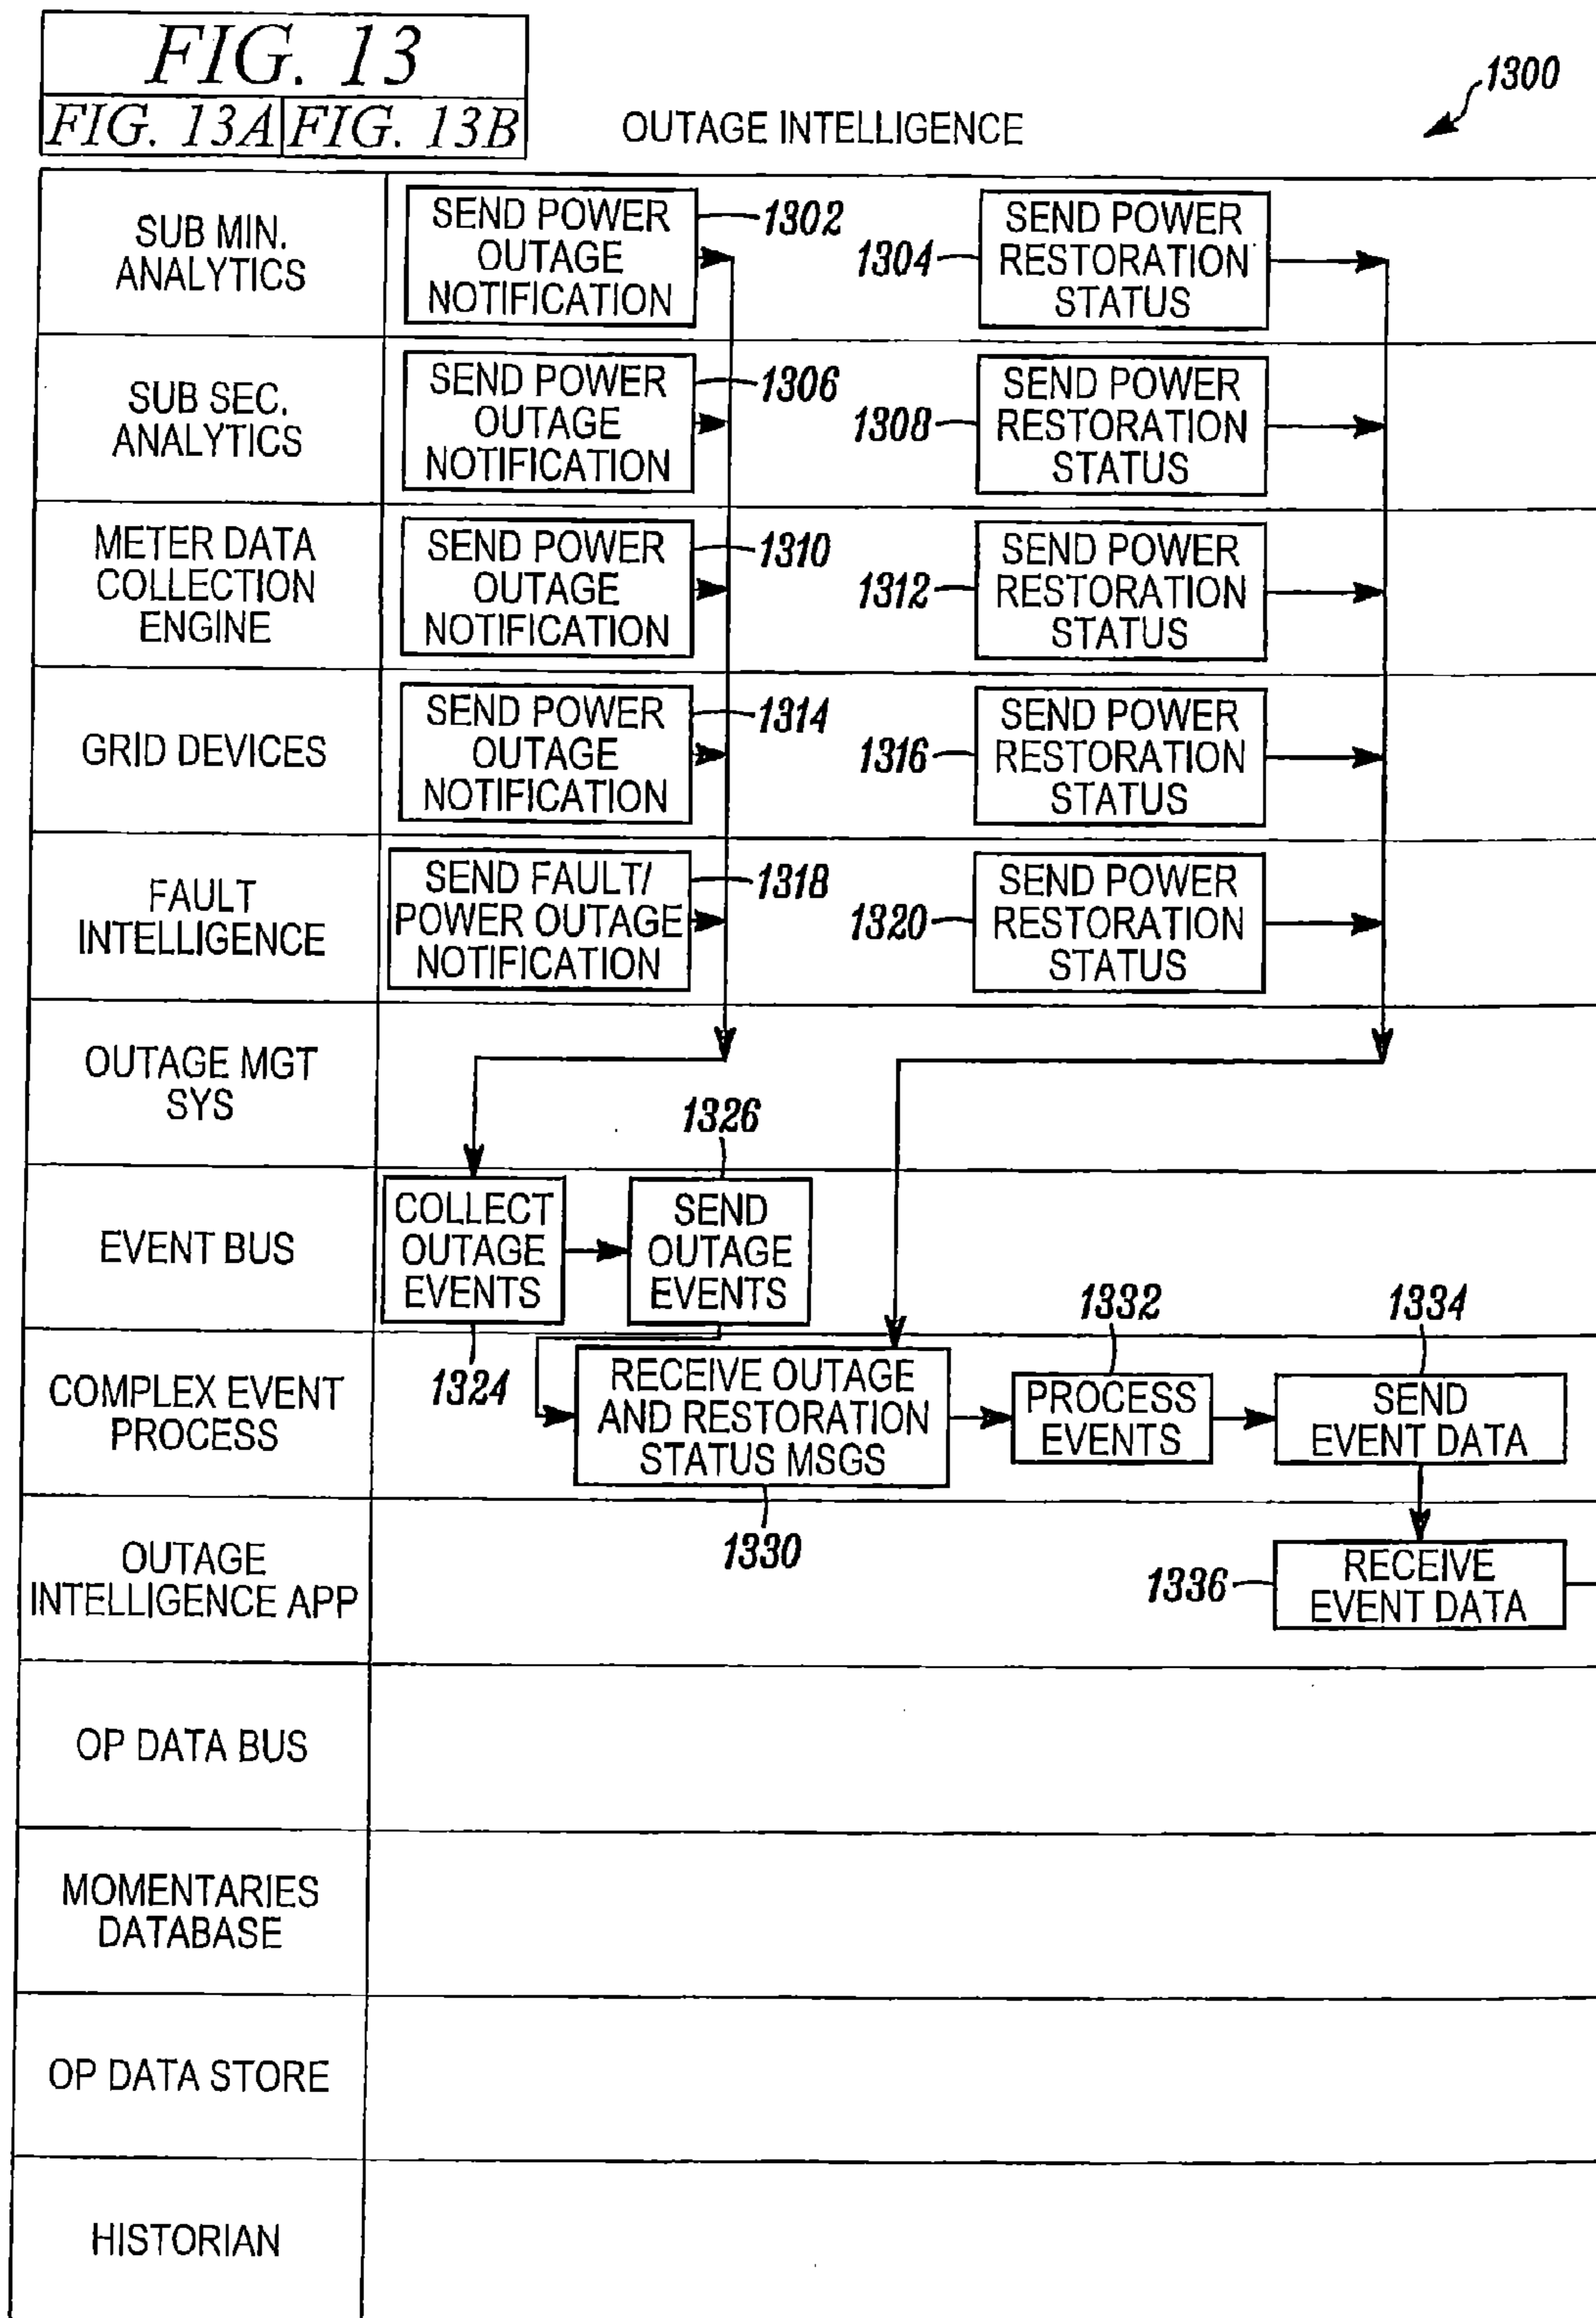 FIG. 13
FIG. 13A FIG. 13B
OUTAGE INTELLIGENCE
1300
SUB MIN.
ANALYTICS
SEND POWER
OUTAGE
NOTIFICATION
1302
1304
SEND POWER
RESTORATION
STATUS
SUB SEC.
ANALYTICS
SEND POWER
OUTAGE
NOTIFICATION
1306
1308
SEND POWER
RESTORATION
STATUS
METER DATA
COLLECTION
ENGINE
SEND POWER
OUTAGE
NOTIFICATION
1310
1312
SEND POWER
RESTORATION
STATUS
GRID DEVICES
SEND POWER
OUTAGE
NOTIFICATION
1314
1316
SEND POWER
RESTORATION
STATUS
FAULT
INTELLIGENCE
SEND FAULT/
POWER OUTAGE
NOTIFICATION
1318
1320
SEND POWER
RESTORATION
STATUS
OUTAGE MGT
SYS
1326
EVENT BUS
COLLECT
OUTAGE
EVENTS
SEND
OUTAGE
EVENTS
1332
1334
COMPLEX EVENT
PROCESS
1324
RECEIVE OUTAGE
AND RESTORATION
STATUS MSGS
PROCESS
EVENTS
SEND
EVENT DATA
1330
OUTAGE
INTELLIGENCE APP
1336
RECEIVE
EVENT DATA
OP DATA BUS
MOMENTARIES
DATABASE
OP DATA STORE
HISTORIAN